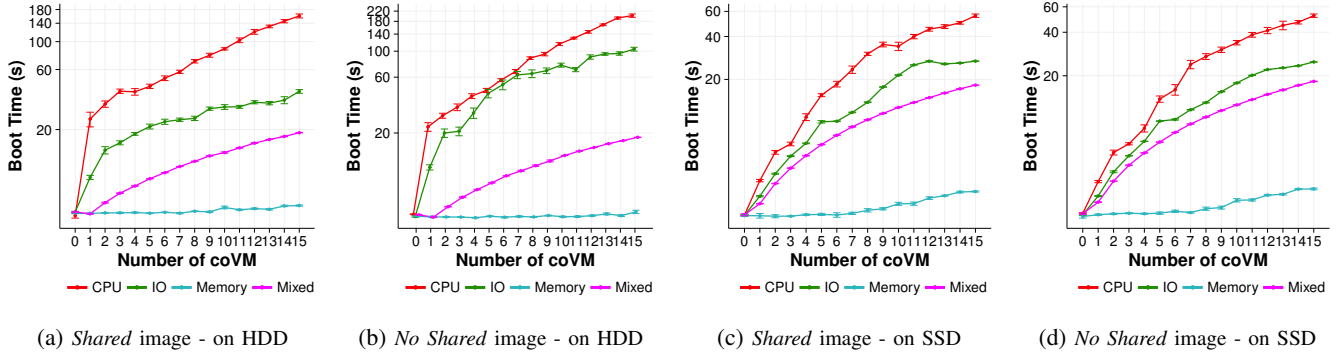 180
140
100
60
20
Boot Time (s)
0 1 2 3 4 5 6 7 8 9 10 11 12 13 14 15
Number of coVM
CPU IO Memory Mixed
(a) Shared image - on HDD
220
180
140
100
60
20
Boot Time (s)
0 1 2 3 4 5 6 7 8 9 10 11 12 13 14 15
Number of coVM
CPU IO Memory Mixed
(b) No Shared image - on HDD
60
40
20
Boot Time (s)
0 1 2 3 4 5 6 7 8 9 10 11 12 13 14 15
Number of coVM
CPU IO Memory Mixed
(c) Shared image - on SSD
60
40
20
Boot Time (s)
0 1 2 3 4 5 6 7 8 9 10 11 12 13 14 15
Number of coVM
CPU IO Memory Mixed
(d) No Shared image - on SSD